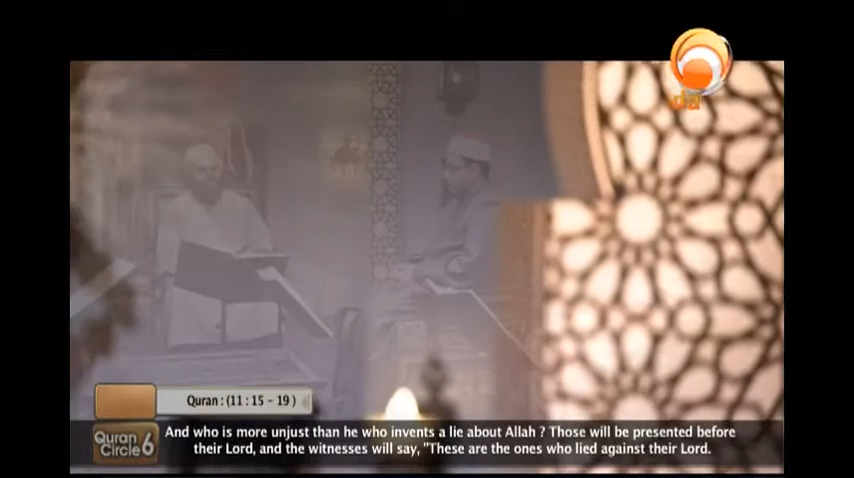 da
Quran : (11 : 15 - 19 )
Quran
Circle 6
And who is more unjust than he who invents a lie about Allah ? Those will be presented before
their Lord, and the witnesses will say, "These are the ones who lied against their Lord.